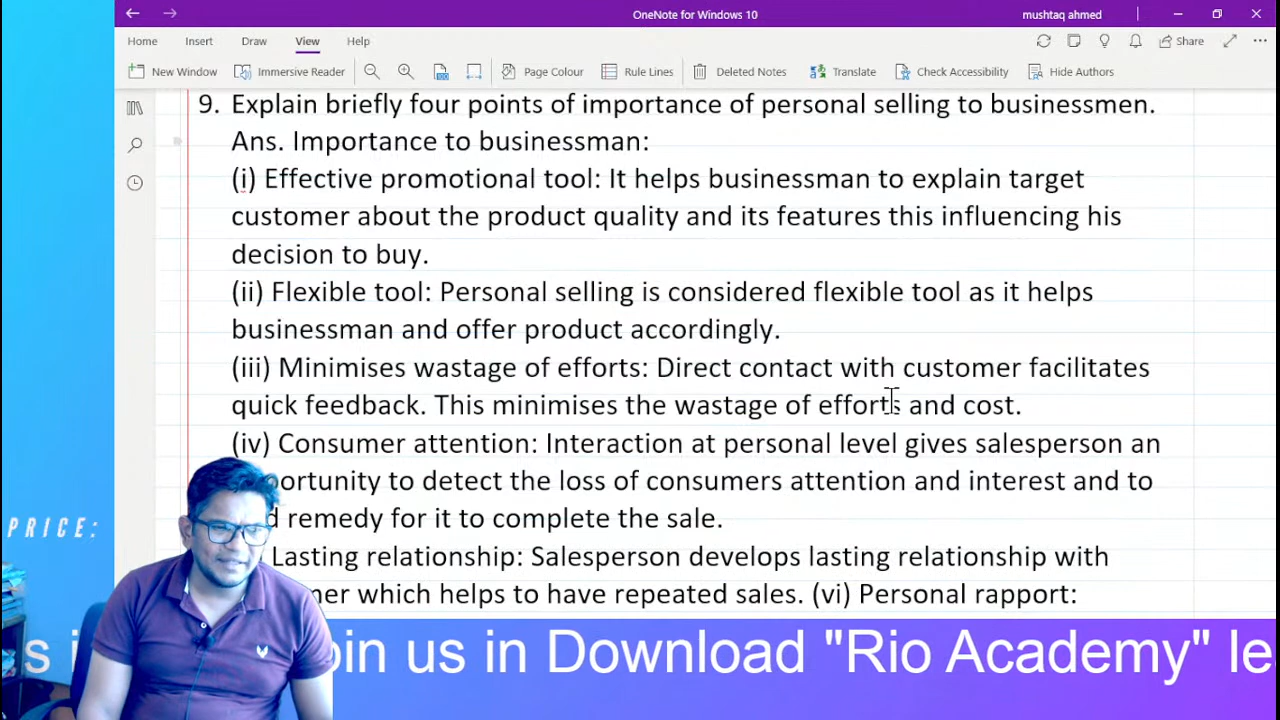 OneNote for Windows 10
mushtaq ahmed
Home Insert Draw View Help
Share
New Window Immersive Reader Page Colour Rule Lines Deleted Notes Translate Check Accessibility Hide Authors
9. Explain briefly four points of importance of personal selling to businessmen.
Ans. Importance to businessman:
(i) Effective promotional tool: It helps businessman to explain target
customer about the product quality and its features this influencing his
decision to buy.
(ii) Flexible tool: Personal selling is considered flexible tool as it helps
businessman and offer product accordingly.
(iii) Minimises wastage of efforts: Direct contact with customer facilitates
quick feedback. This minimises the wastage of efforts and cost.
(iv) Consumer attention: Interaction at personal level gives salesperson an
to detect the loss of consumers attention and interest and to
remedy for it to complete the sale.
Lasting relationship: Salesperson develops lasting relationship with
which helps to have repeated sales. (vi) Personal rapport:
PRICE:
us in Download "Rio Academy"